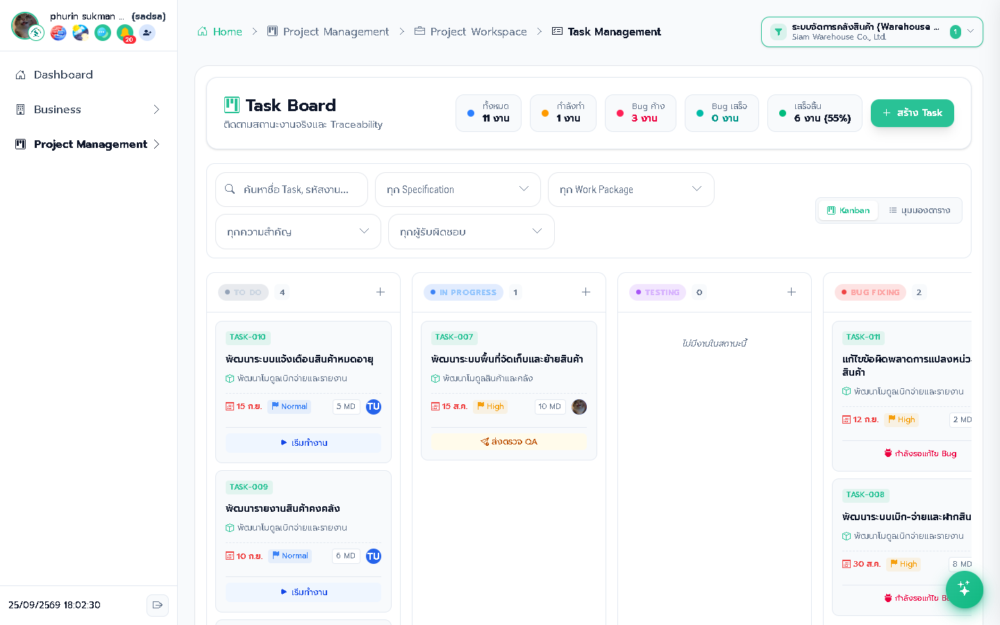 phurin sukman ... (sadsa)
20
Dashboard
Business
Project Management
25/09/2569 18:02:30
Home
Project Management
Project Workspace
Task Management
ระบบจัดการคลังสินค้า (Warehouse ...
Siam Warehouse Co., Ltd.
1
Task Board
ติดตามสถานะงานจริงและ Traceability
ทั้งหมด
11 งาน
กำลังทำ
1 งาน
Bug ค้าง
3 งาน
Bug เสร็จ
0 งาน
เสร็จสิ้น
6 งาน (55%)
+ สร้าง Task
ค้นหาชื่อ Task, รหัสงาน...
ทุก Specification
ทุก Work Package
ทุกความสำคัญ
ทุกผู้รับผิดชอบ
Kanban
มุมมองตาราง
TO DO 4
TASK-010
พัฒนาระบบแจ้งเตือนสินค้าหมดอายุ
พัฒนาโมดูลเบิกจ่ายและรายงาน
15 ก.ย. Normal 5 MD TU
เริ่มทำงาน
TASK-009
พัฒนารายงานสินค้าคงคลัง
พัฒนาโมดูลเบิกจ่ายและรายงาน
10 ก.ย. Normal 6 MD TU
เริ่มทำงาน
IN PROGRESS 1
TASK-007
พัฒนาระบบพื้นที่จัดเก็บและย้ายสินค้า
พัฒนาโมดูลสินค้าและคลัง
15 ส.ค. High 10 MD
ส่งตรวจ QA
TESTING 0
ไม่มีงานในสถานะนี้
BUG FIXING 2
TASK-011
แก้ไขข้อผิดพลาดการแปลงหน่ว
สินค้า
พัฒนาโมดูลเบิกจ่ายและรายงาน
12 ก.ย. High 2 MD
กำลังรอแก้ไข Bug
TASK-008
พัฒนาระบบเบิก-จ่ายและฝากสิน
พัฒนาโมดูลเบิกจ่ายและรายงาน
30 ส.ค. High 8 MD
กำลังรอแก้ไข